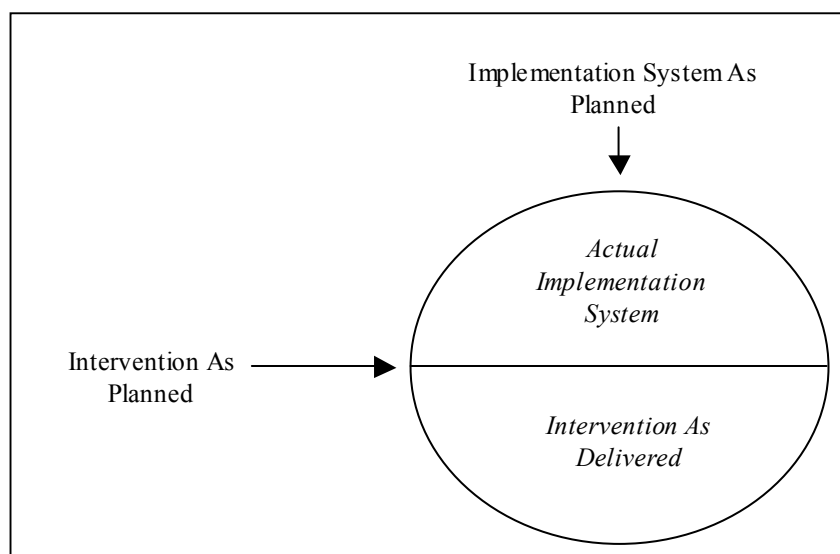 Implementation System As
Planned
Actual
Implementation
System
Intervention As
Planned
Intervention As
Delivered